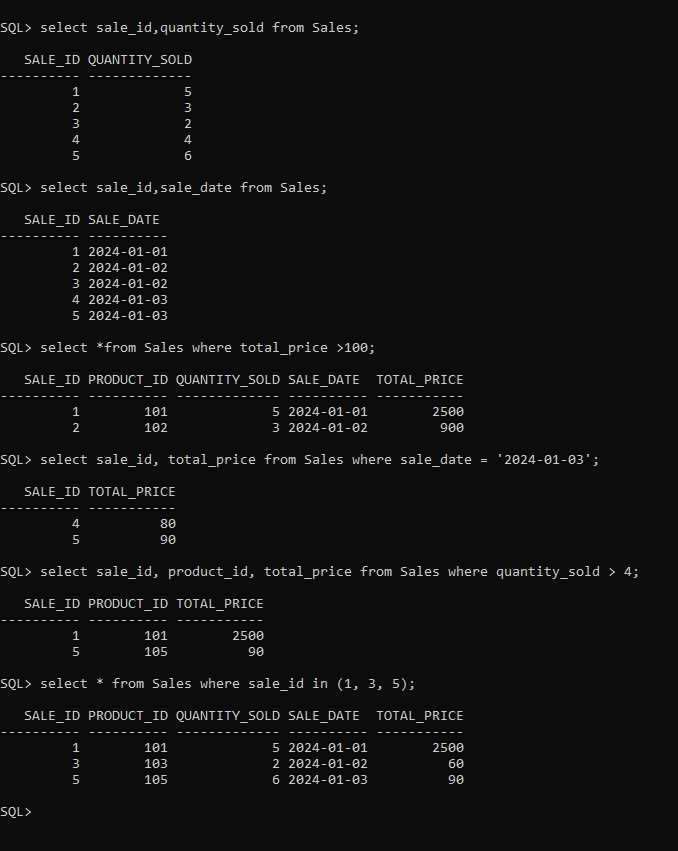 SQL> select sale_id,quantity_sold from Sales;
   SALE_ID QUANTITY_SOLD
---------- -------------
         1             5
         2             3
         3             2
         4             4
         5             6
SQL> select sale_id,sale_date from Sales;
   SALE_ID SALE_DATE
---------- ----------
         1 2024-01-01
         2 2024-01-02
         3 2024-01-02
         4 2024-01-03
         5 2024-01-03
SQL> select *from Sales where total_price >100;
   SALE_ID PRODUCT_ID QUANTITY_SOLD SALE_DATE  TOTAL_PRICE
---------- ---------- ------------- ---------- -----------
         1        101             5 2024-01-01        2500
         2        102             3 2024-01-02         900
SQL> select sale_id, total_price from Sales where sale_date = '2024-01-03';
   SALE_ID TOTAL_PRICE
---------- -----------
         4          80
         5          90
SQL> select sale_id, product_id, total_price from Sales where quantity_sold > 4;
   SALE_ID PRODUCT_ID TOTAL_PRICE
---------- ---------- -----------
         1        101        2500
         5        105          90
SQL> select * from Sales where sale_id in (1, 3, 5);
   SALE_ID PRODUCT_ID QUANTITY_SOLD SALE_DATE  TOTAL_PRICE
---------- ---------- ------------- ---------- -----------
         1        101             5 2024-01-01        2500
         3        103             2 2024-01-02          60
         5        105             6 2024-01-03          90
SQL>